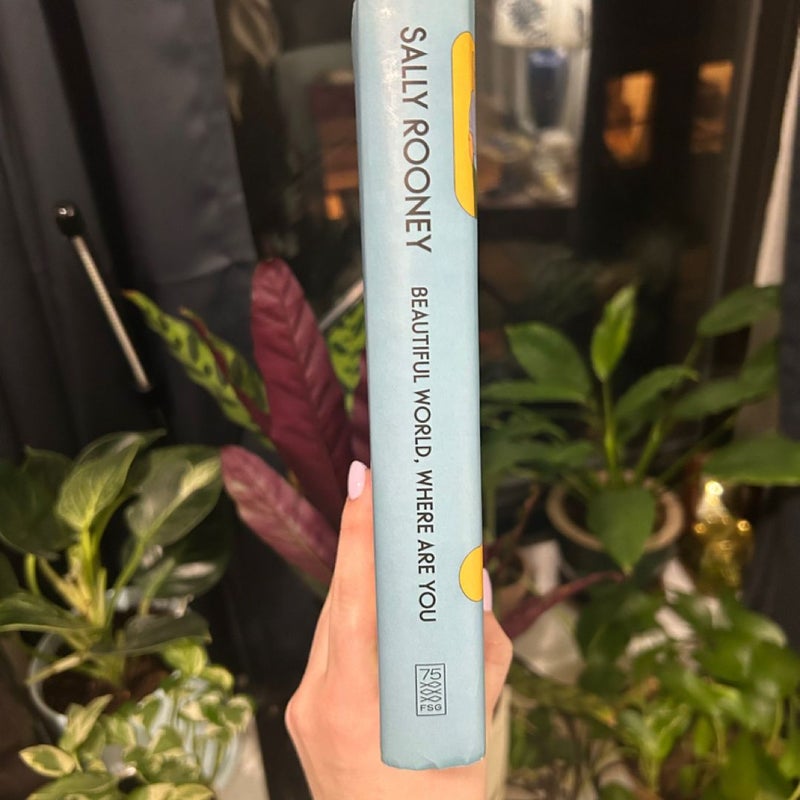 SALLY ROONEY
BEAUTIFUL WORLD, WHERE ARE YOU
75
FSG